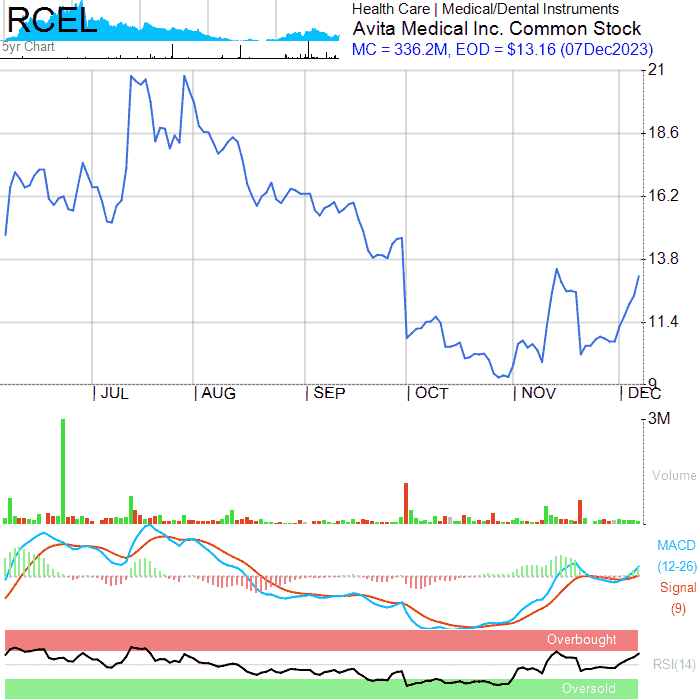 RCEL
5yr Chart
Health Care | Medical/Dental Instruments
Avita Medical Inc. Common Stock
MC = 336.2M, EOD = $13.16 (07Dec2023)
21
18.6
16.2
13.8
11.4
9
JUL AUG SEP OCT NOV DEC
3M
Volume
MACD
(12-26)
Signal
(9)
Overbought
RSI(14)
Oversold